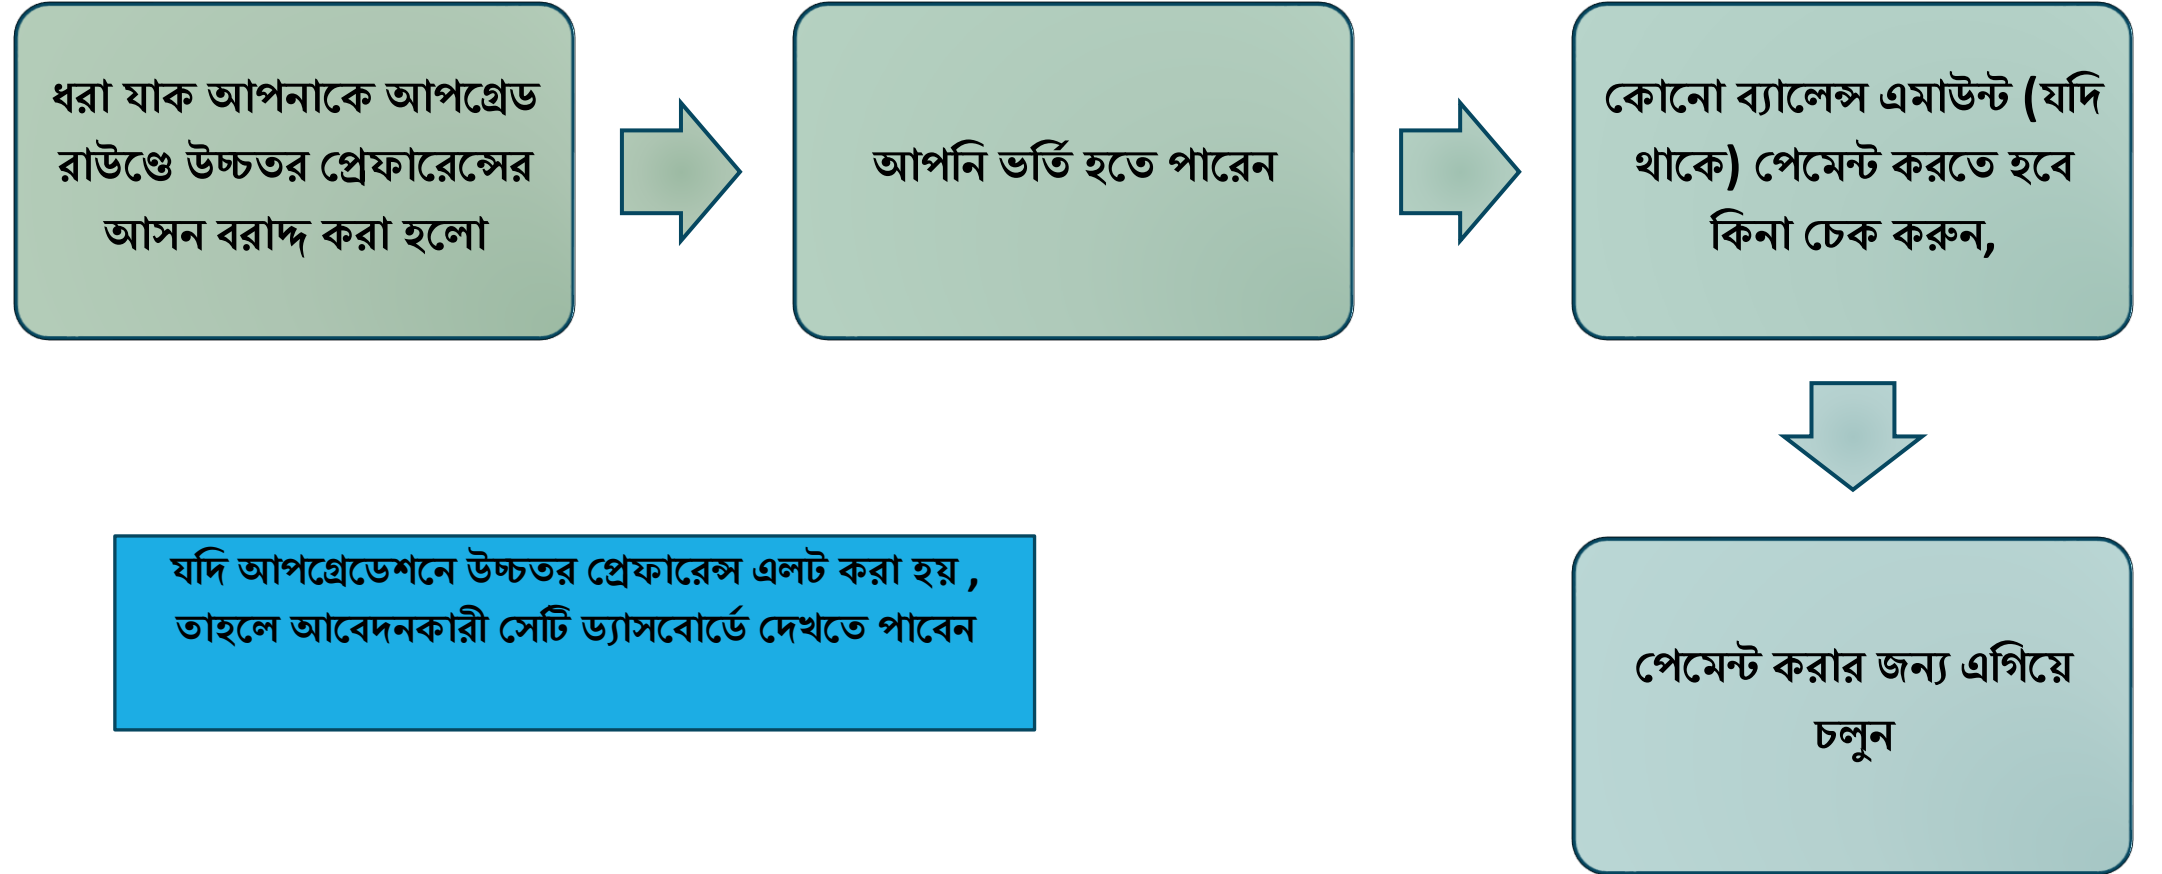 ধরা যাক আপনাকে আপগ্রেড
রাউণ্ডে উচ্চতর প্রেফারেন্সের
আসন বরাদ্দ করা হলো
আপনি ভর্তি হতে পারেন
কোনো ব্যালেন্স এমাউন্ট (যদি
থাকে) পেমেন্ট করতে হবে
কিনা চেক করুন,
পেমেন্ট করার জন্য এগিয়ে
চলুন
যদি আপগ্রেডেশনে উচ্চতর প্রেফারেন্স এলট করা হয় ,
তাহলে আবেদনকারী সেটি ড্যাসবোর্ডে দেখতে পাবেন